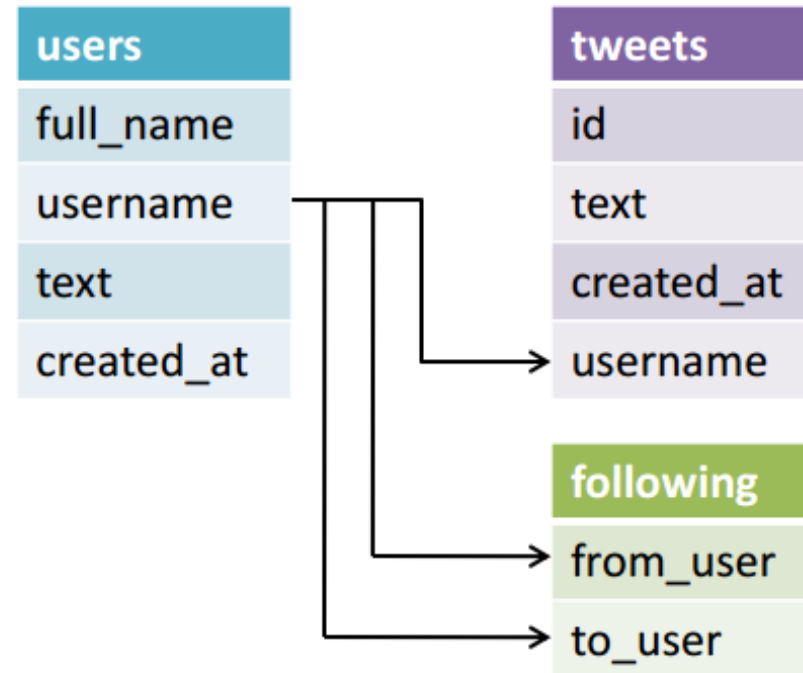 users
full_name
username
text
created_at
tweets
id
text
created_at
username
following
from_user
to_user